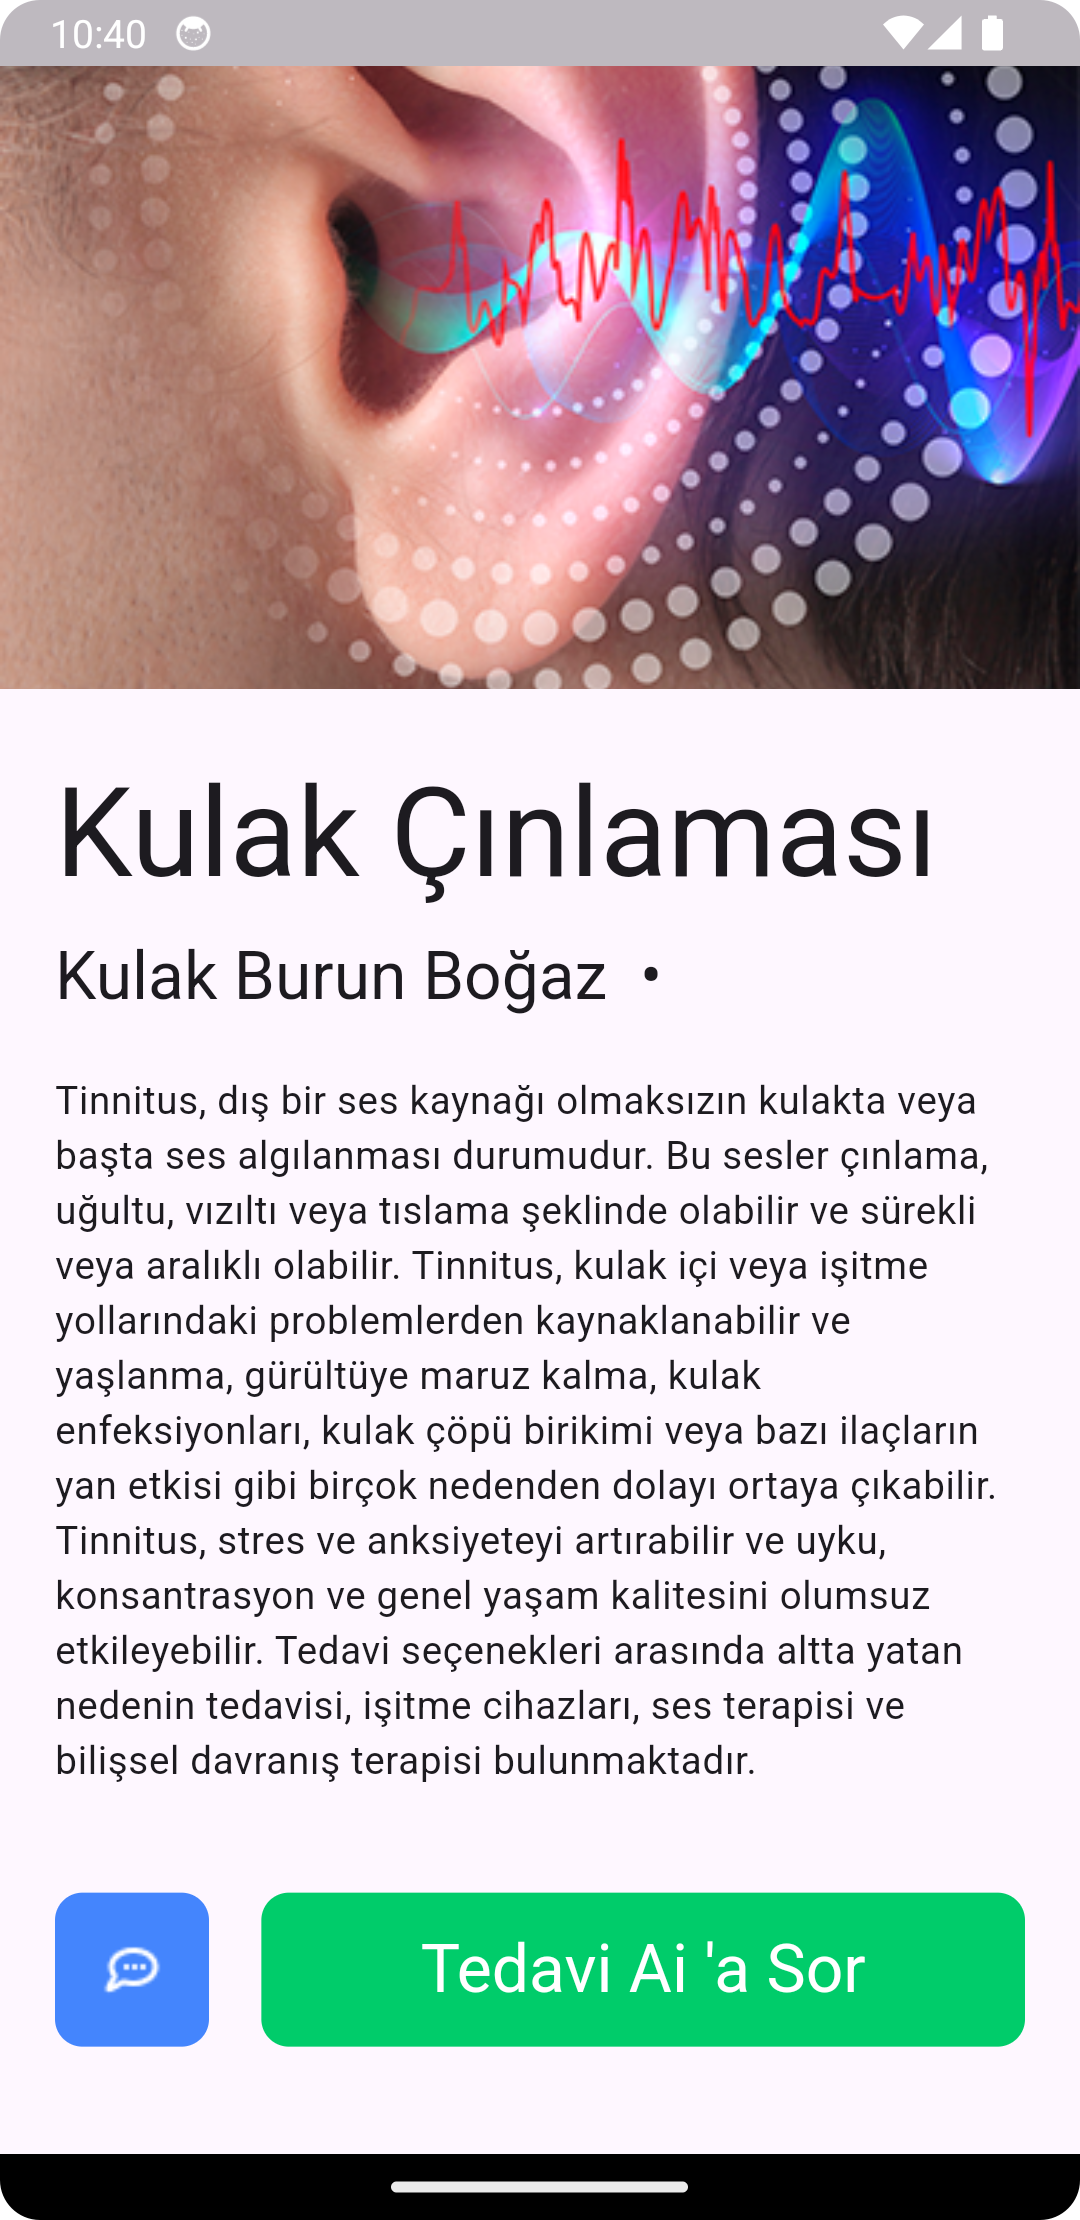 10:40
Kulak Çınlaması
Kulak Burun Boğaz •
Tinnitus, dış bir ses kaynağı olmaksızın kulakta veya
başta ses algılanması durumudur. Bu sesler çınlama,
uğultu, vızıltı veya tıslama şeklinde olabilir ve sürekli
veya aralıklı olabilir. Tinnitus, kulak içi veya işitme
yollarındaki problemlerden kaynaklanabilir ve
yaşlanma, gürültüye maruz kalma, kulak
enfeksiyonları, kulak çöpü birikimi veya bazı ilaçların
yan etkisi gibi birçok nedenden dolayı ortaya çıkabilir.
Tinnitus, stres ve anksiyeteyi artırabilir ve uyku,
konsantrasyon ve genel yaşam kalitesini olumsuz
etkileyebilir. Tedavi seçenekleri arasında altta yatan
nedenin tedavisi, işitme cihazları, ses terapisi ve
bilişsel davranış terapisi bulunmaktadır.
Tedavi Ai 'a Sor